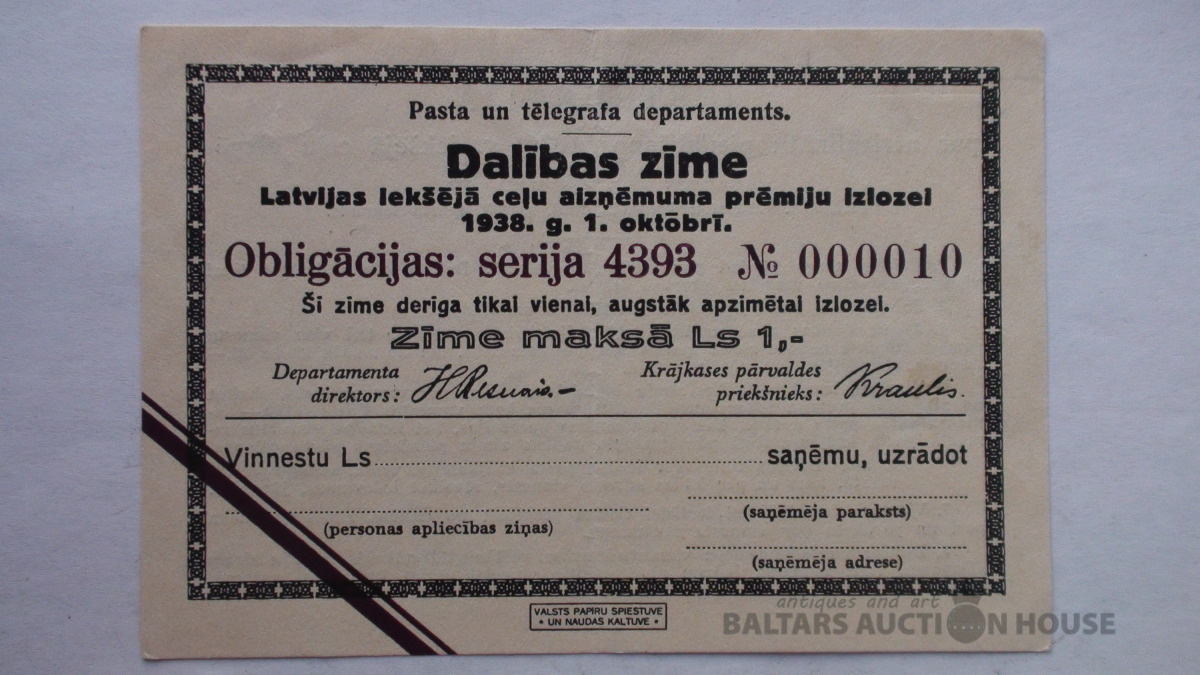 Pasta un tēlegrafa departaments.
Dalības zīme
Latvijas iekšējā ceļu aizņēmuma prēmiju izlozei
1938. g. 1. oktōbrī.
Obligācijas: serija 4393 № 000010
Šī zīme derīga tikai vienai, augstāk apzīmētai izlozei.
Zīme maksā Ls 1,-
Departamenta direktors:
Krājkases pārvaldes priekšnieks: Kraulis.
Vinnestu Ls saņēmu, uzrādot
(personas apliecības ziņas)
(saņēmēja paraksts)
(saņēmēja adrese)
VALSTS PAPĪRU SPIESTUVE
• UN NAUDAS KALTUVE •
antiques and art
BALTARS AUCTION HOUSE